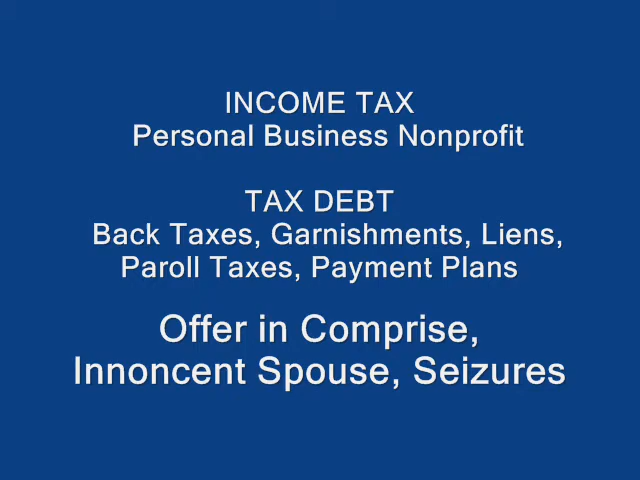 INCOME TAX
Personal Business Nonprofit
TAX DEBT
Back Taxes, Garnishments, Liens,
Paroll Taxes, Payment Plans
Offer in Comprise,
Innoncent Spouse, Seizures